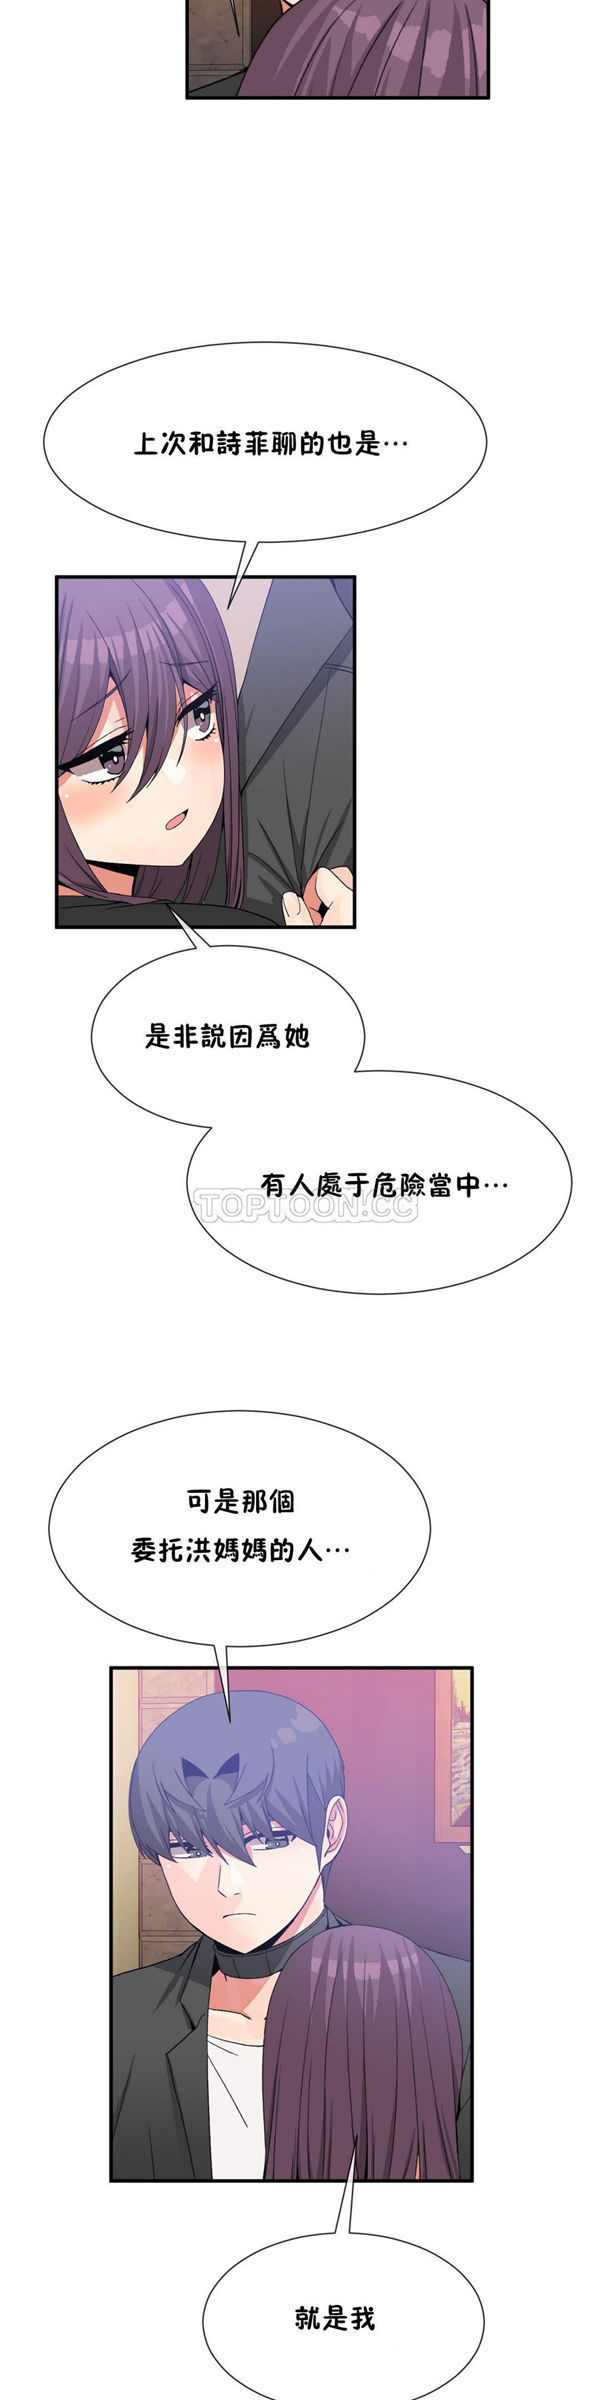 上次和詩菲聊的也是…
是非説因爲她
有人處于危險當中…
TOPTOON.CC
可是那個
委托洪媽媽的人…
就是我